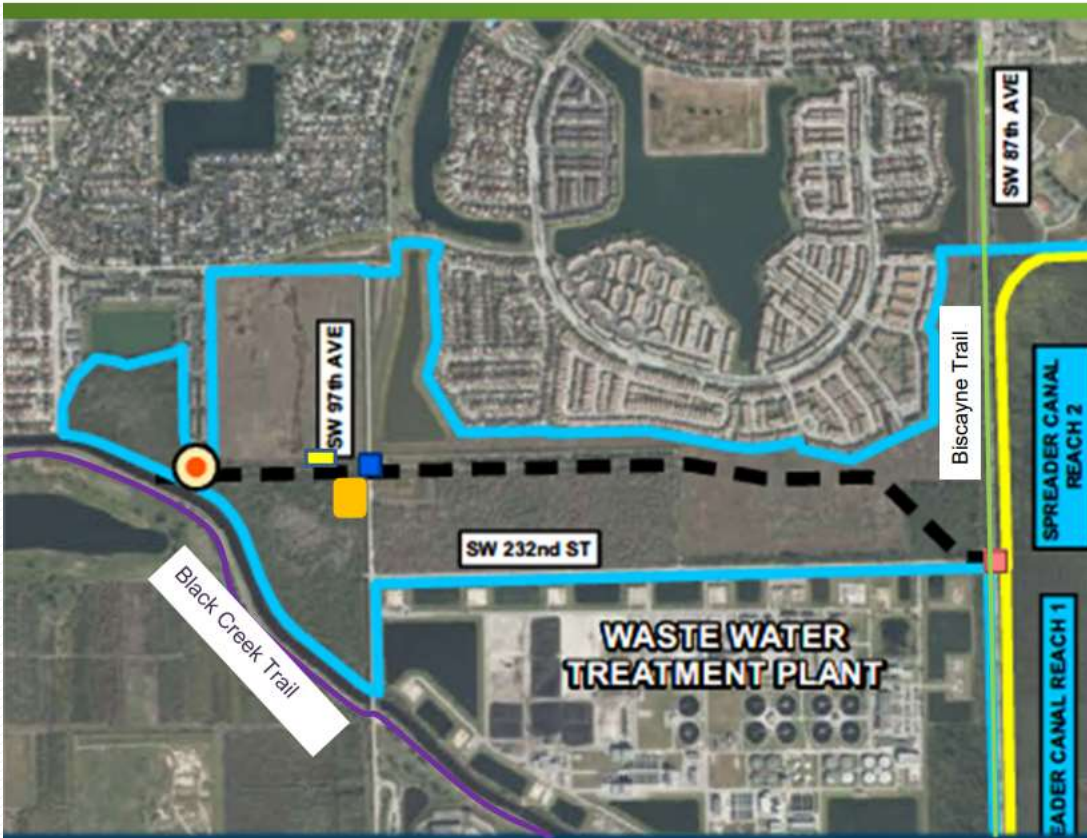 SW 87th AVE
SW 97th AVE
Biscayne Trail
SPREADER CANAL
REACH 2
SW 232nd ST
Black Creek Trail
WASTE WATER
TREATMENT PLANT
EADER CANAL REACH 1